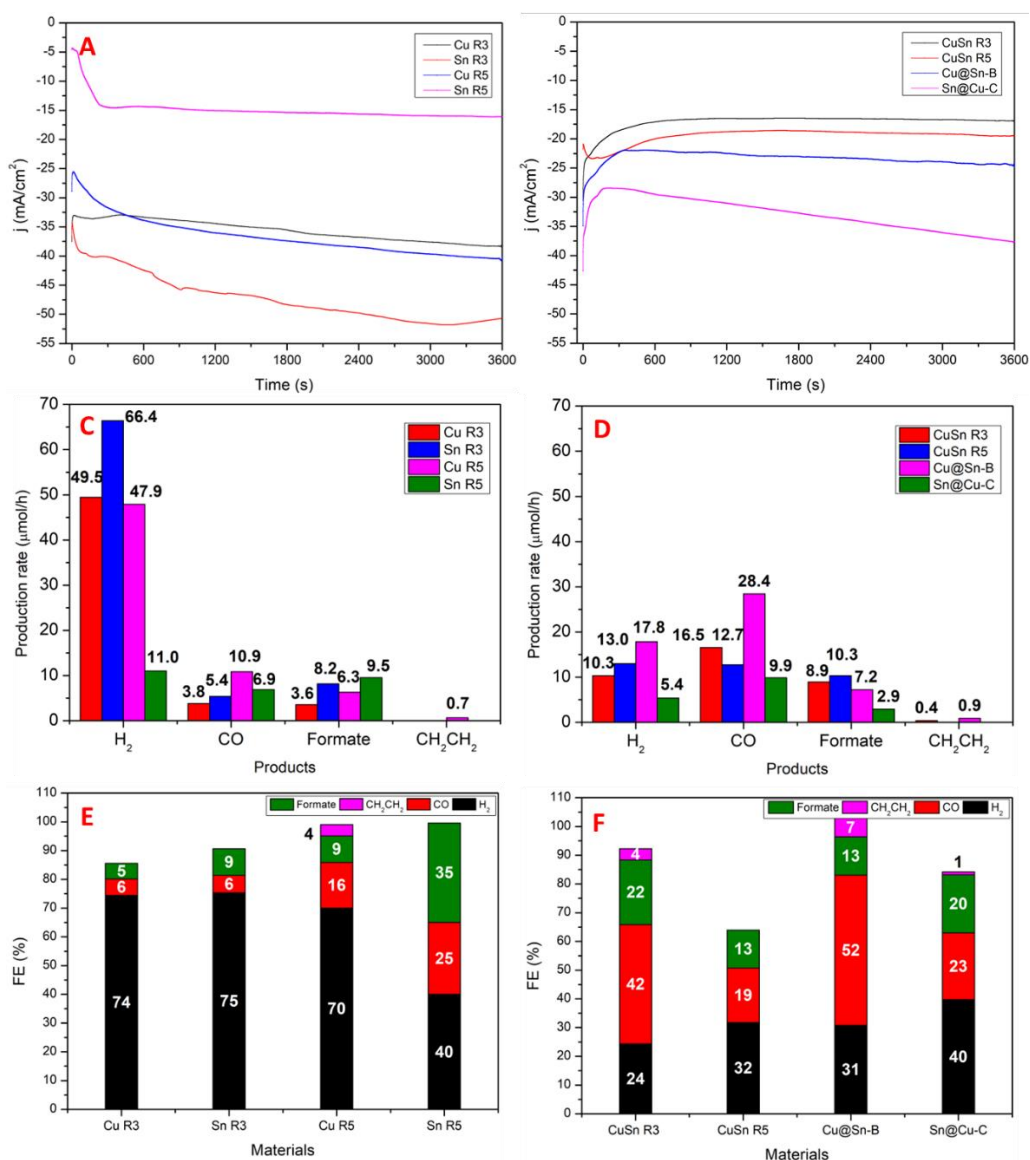 A
Cu R3
Sn R3
Cu R5
Sn R5
0
-5
-10
-15
-20
-25
-30
-35
-40
-45
-50
-55
j (mA/cm²)
0 600 1200 1800 2400 3000 3600
Time (s)
CuSn R3
CuSn R5
Cu@Sn-B
Sn@Cu-C
0
-5
-10
-15
-20
-25
-30
-35
-40
-45
-50
-55
j (mA/cm²)
0 600 1200 1800 2400 3000 3600
Time (s)
C
Cu R3
Sn R3
Cu R5
Sn R5
70
60
50
40
30
20
10
0
Production rate (μmol/h)
49.5 66.4 47.9 11.0
3.8 5.4 10.9 6.9
3.6 8.2 6.3 9.5
0.7
H₂ CO Formate CH₂CH₂
Products
D
CuSn R3
CuSn R5
Cu@Sn-B
Sn@Cu-C
70
60
50
40
30
20
10
0
Production rate (μmol/h)
10.3 13.0 17.8 5.4
16.5 12.7 28.4 9.9
8.9 10.3 7.2 2.9
0.4 0.9
H₂ CO Formate CH₂CH₂
Products
E
Formate CH₂CH₂ CO H₂
110
100
90
80
70
60
50
40
30
20
10
0
FE (%)
5
6
74
9
6
75
4
9
16
70
35
25
40
Cu R3 Sn R3 Cu R5 Sn R5
Materials
F
Formate CH₂CH₂ CO H₂
110
100
90
80
70
60
50
40
30
20
10
0
FE (%)
4
22
42
24
13
19
32
7
13
52
31
1
20
23
40
CuSn R3 CuSn R5 Cu@Sn-B Sn@Cu-C
Materials